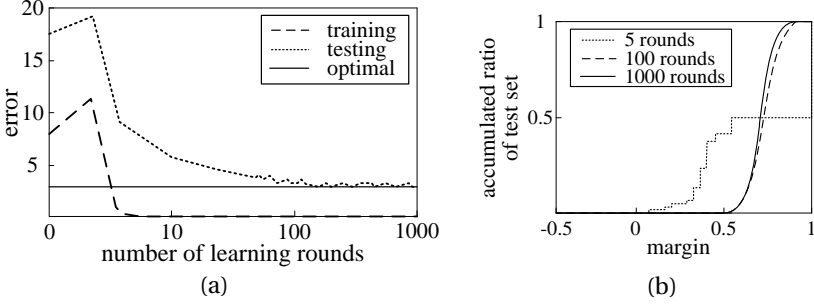 20
15
10
5
error
training
testing
optimal
0
10
100
1000
number of learning rounds
(a)
1
0.5
accumulated ratio
of test set
5 rounds
100 rounds
1000 rounds
-0.5
0
0.5
1
margin
(b)